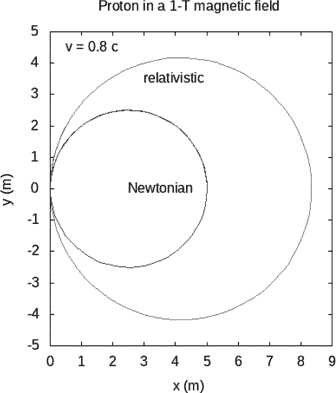 Proton in a 1-T magnetic field
v = 0.8 c
relativistic
Newtonian
y (m)
5
4
3
2
1
0
-1
-2
-3
-4
-5
0 1 2 3 4 5 6 7 8 9
x (m)